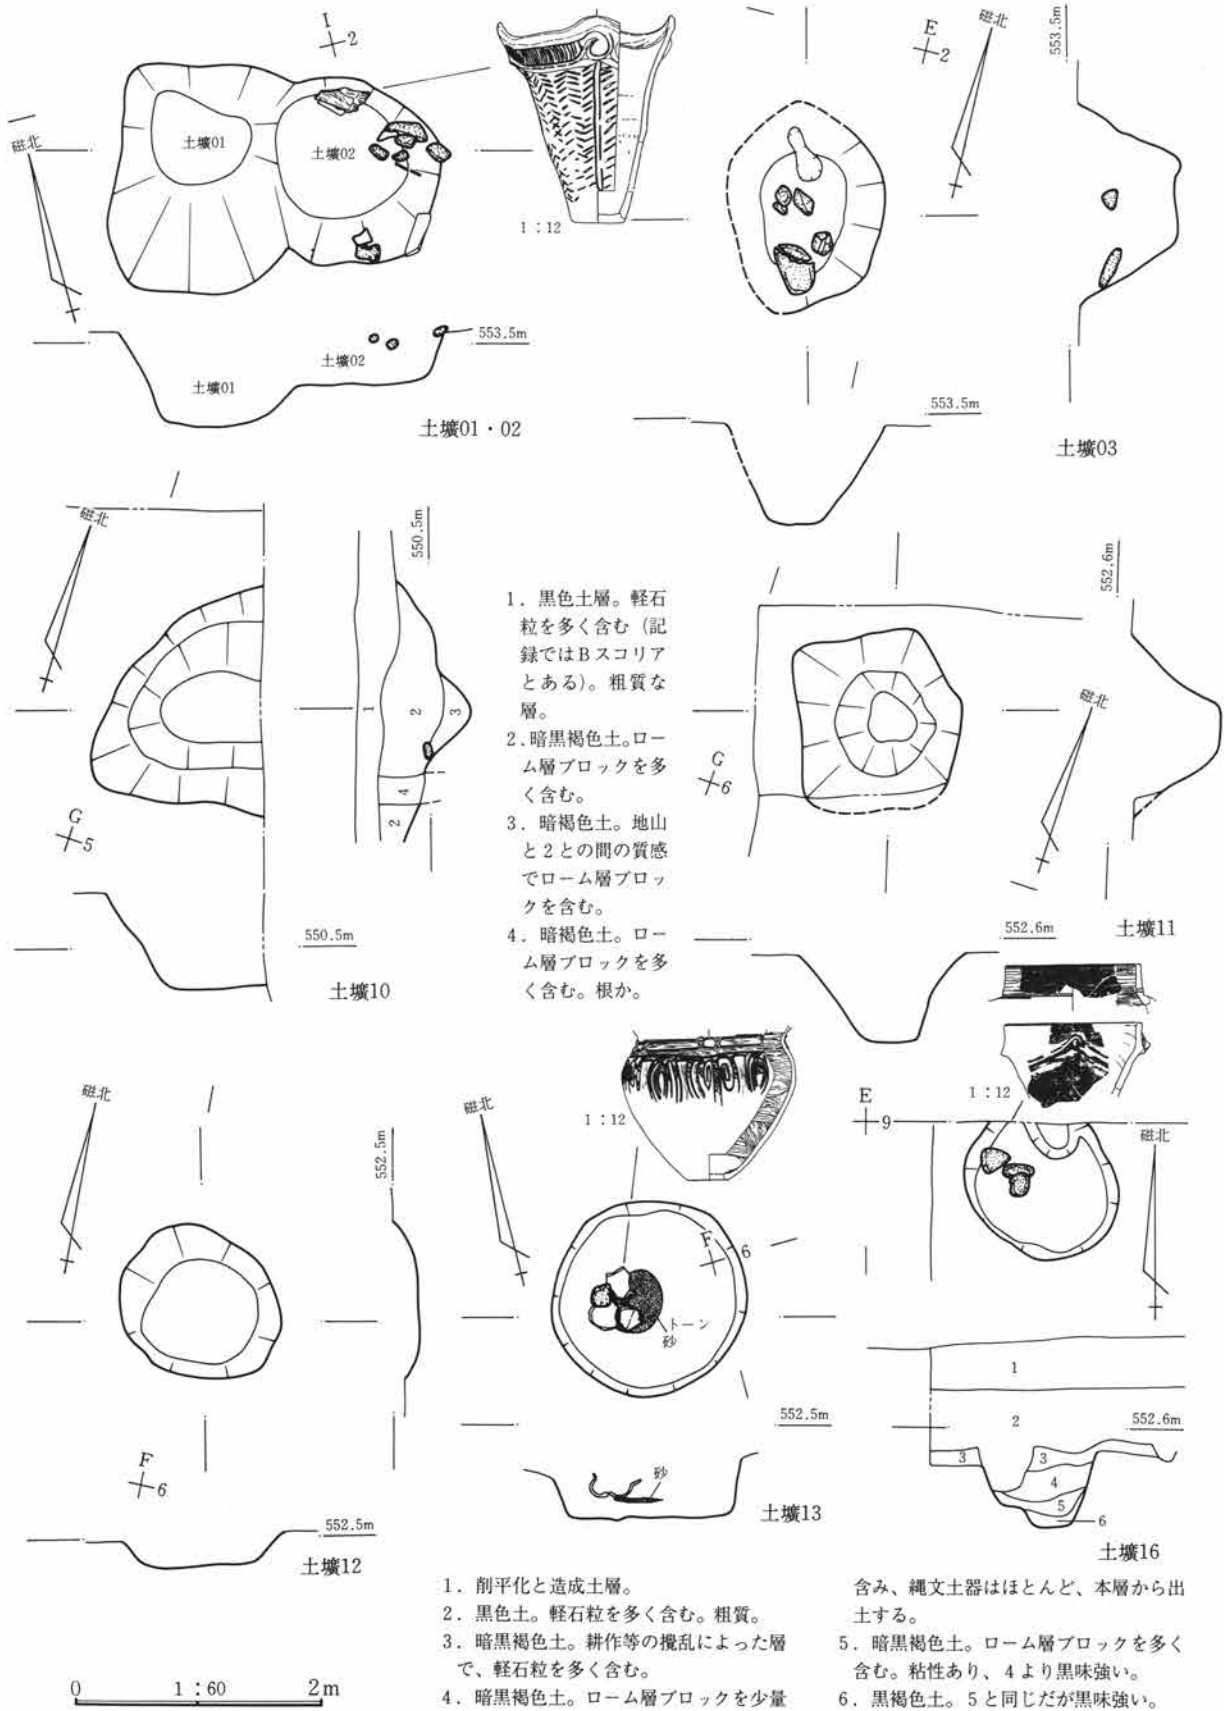 I
2
磁北
土壙01
土壙02
1:12
土壙01
土壙02
553.5m
土壙01・02
E
2
磁北
553.5m
553.5m
土壙03
磁北
G
5
550.5m
1
2
3
4
2
550.5m
土壙10
1．黒色土層。軽石
粒を多く含む（記
録ではBスコリア
とある）。粗質な
層。
2．暗黒褐色土。ロー
ム層ブロックを多
く含む。
3．暗褐色土。地山
と2との間の質感
でローム層ブロッ
クを含む。
4．暗褐色土。ロー
ム層ブロックを多
く含む。根か。
G
6
磁北
552.6m
552.6m
土壙11
磁北
552.5m
F
6
552.5m
土壙12
磁北
1:12
F
6
トーン
砂
552.5m
砂
土壙13
1:12
E
9
磁北
1
2
552.6m
3
3
4
5
6
土壙16
1．削平化と造成土層。
2．黒色土。軽石粒を多く含む。粗質。
3．暗黒褐色土。耕作等の攪乱によった層
で、軽石粒を多く含む。
4．暗黒褐色土。ローム層ブロックを少量
含み、縄文土器はほとんど、本層から出
土する。
5．暗黒褐色土。ローム層ブロックを多く
含む。粘性あり、4より黒味強い。
6．黒褐色土。5と同じだが黒味強い。
0 1:60 2m